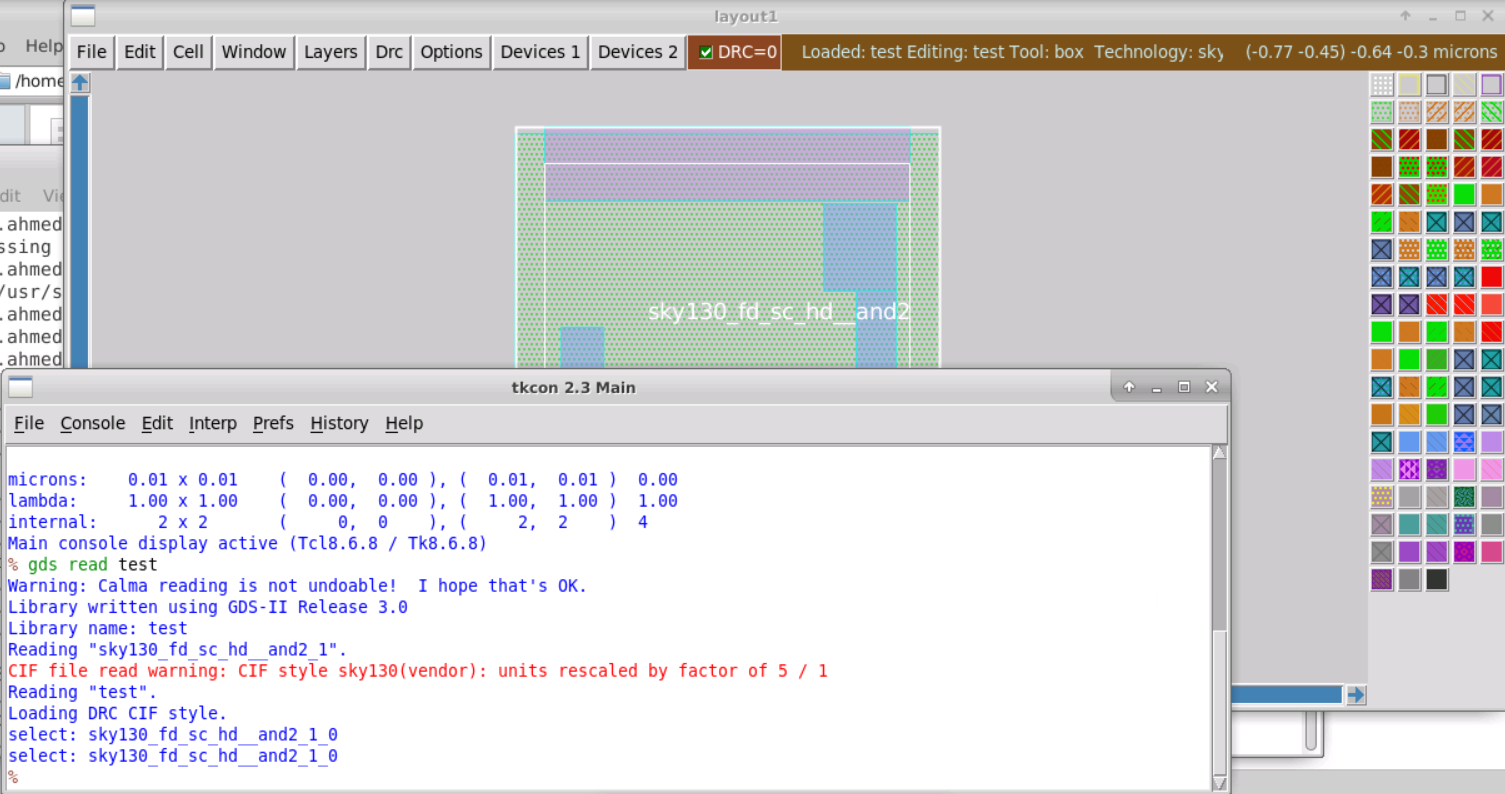 layout1
Help
File Edit Cell Window Layers Drc Options Devices 1 Devices 2 DRC=0 Loaded: test Editing: test Tool: box Technology: sky (-0.77 -0.45) -0.64 -0.3 microns
/home
dit Vi
.ahmed
ssing
.ahmed
/usr/s
.ahmed
.ahmed
.ahmed
sky130_fd_sc_hd__and2
tkcon 2.3 Main
File Console Edit Interp Prefs History Help
microns: 0.01 x 0.01 ( 0.00, 0.00 ), ( 0.01, 0.01 ) 0.00
lambda: 1.00 x 1.00 ( 0.00, 0.00 ), ( 1.00, 1.00 ) 1.00
internal: 2 x 2 ( 0, 0 ), ( 2, 2 ) 4
Main console display active (Tcl8.6.8 / Tk8.6.8)
% gds read test
Warning: Calma reading is not undoable! I hope that's OK.
Library written using GDS-II Release 3.0
Library name: test
Reading "sky130_fd_sc_hd__and2_1".
CIF file read warning: CIF style sky130(vendor): units rescaled by factor of 5 / 1
Reading "test".
Loading DRC CIF style.
select: sky130_fd_sc_hd__and2_1_0
select: sky130_fd_sc_hd__and2_1_0
%